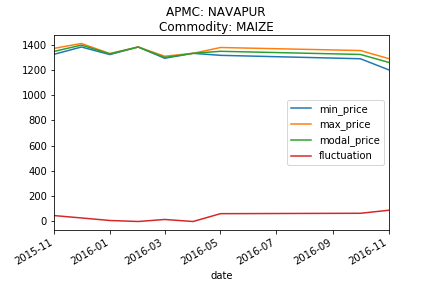 APMC: NAVAPUR
Commodity: MAIZE
1400
1200
1000
800
600
400
200
0
min_price
max_price
modal_price
fluctuation
2015-11
2016-01
2016-03
2016-05
2016-07
2016-09
2016-11
date